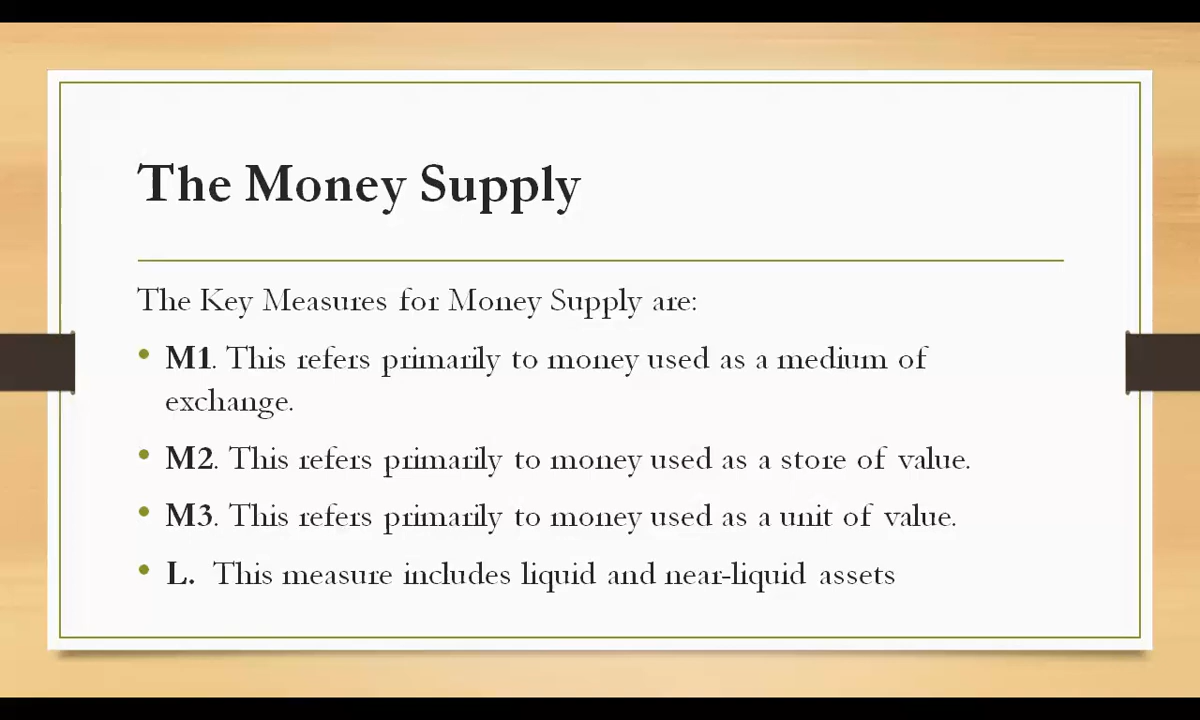 The Money Supply
The Key Measures for Money Supply are:
• M1. This refers primarily to money used as a medium of
exchange.
• M2. This refers primarily to money used as a store of value.
• M3. This refers primarily to money used as a unit of value.
• L. This measure includes liquid and near-liquid assets